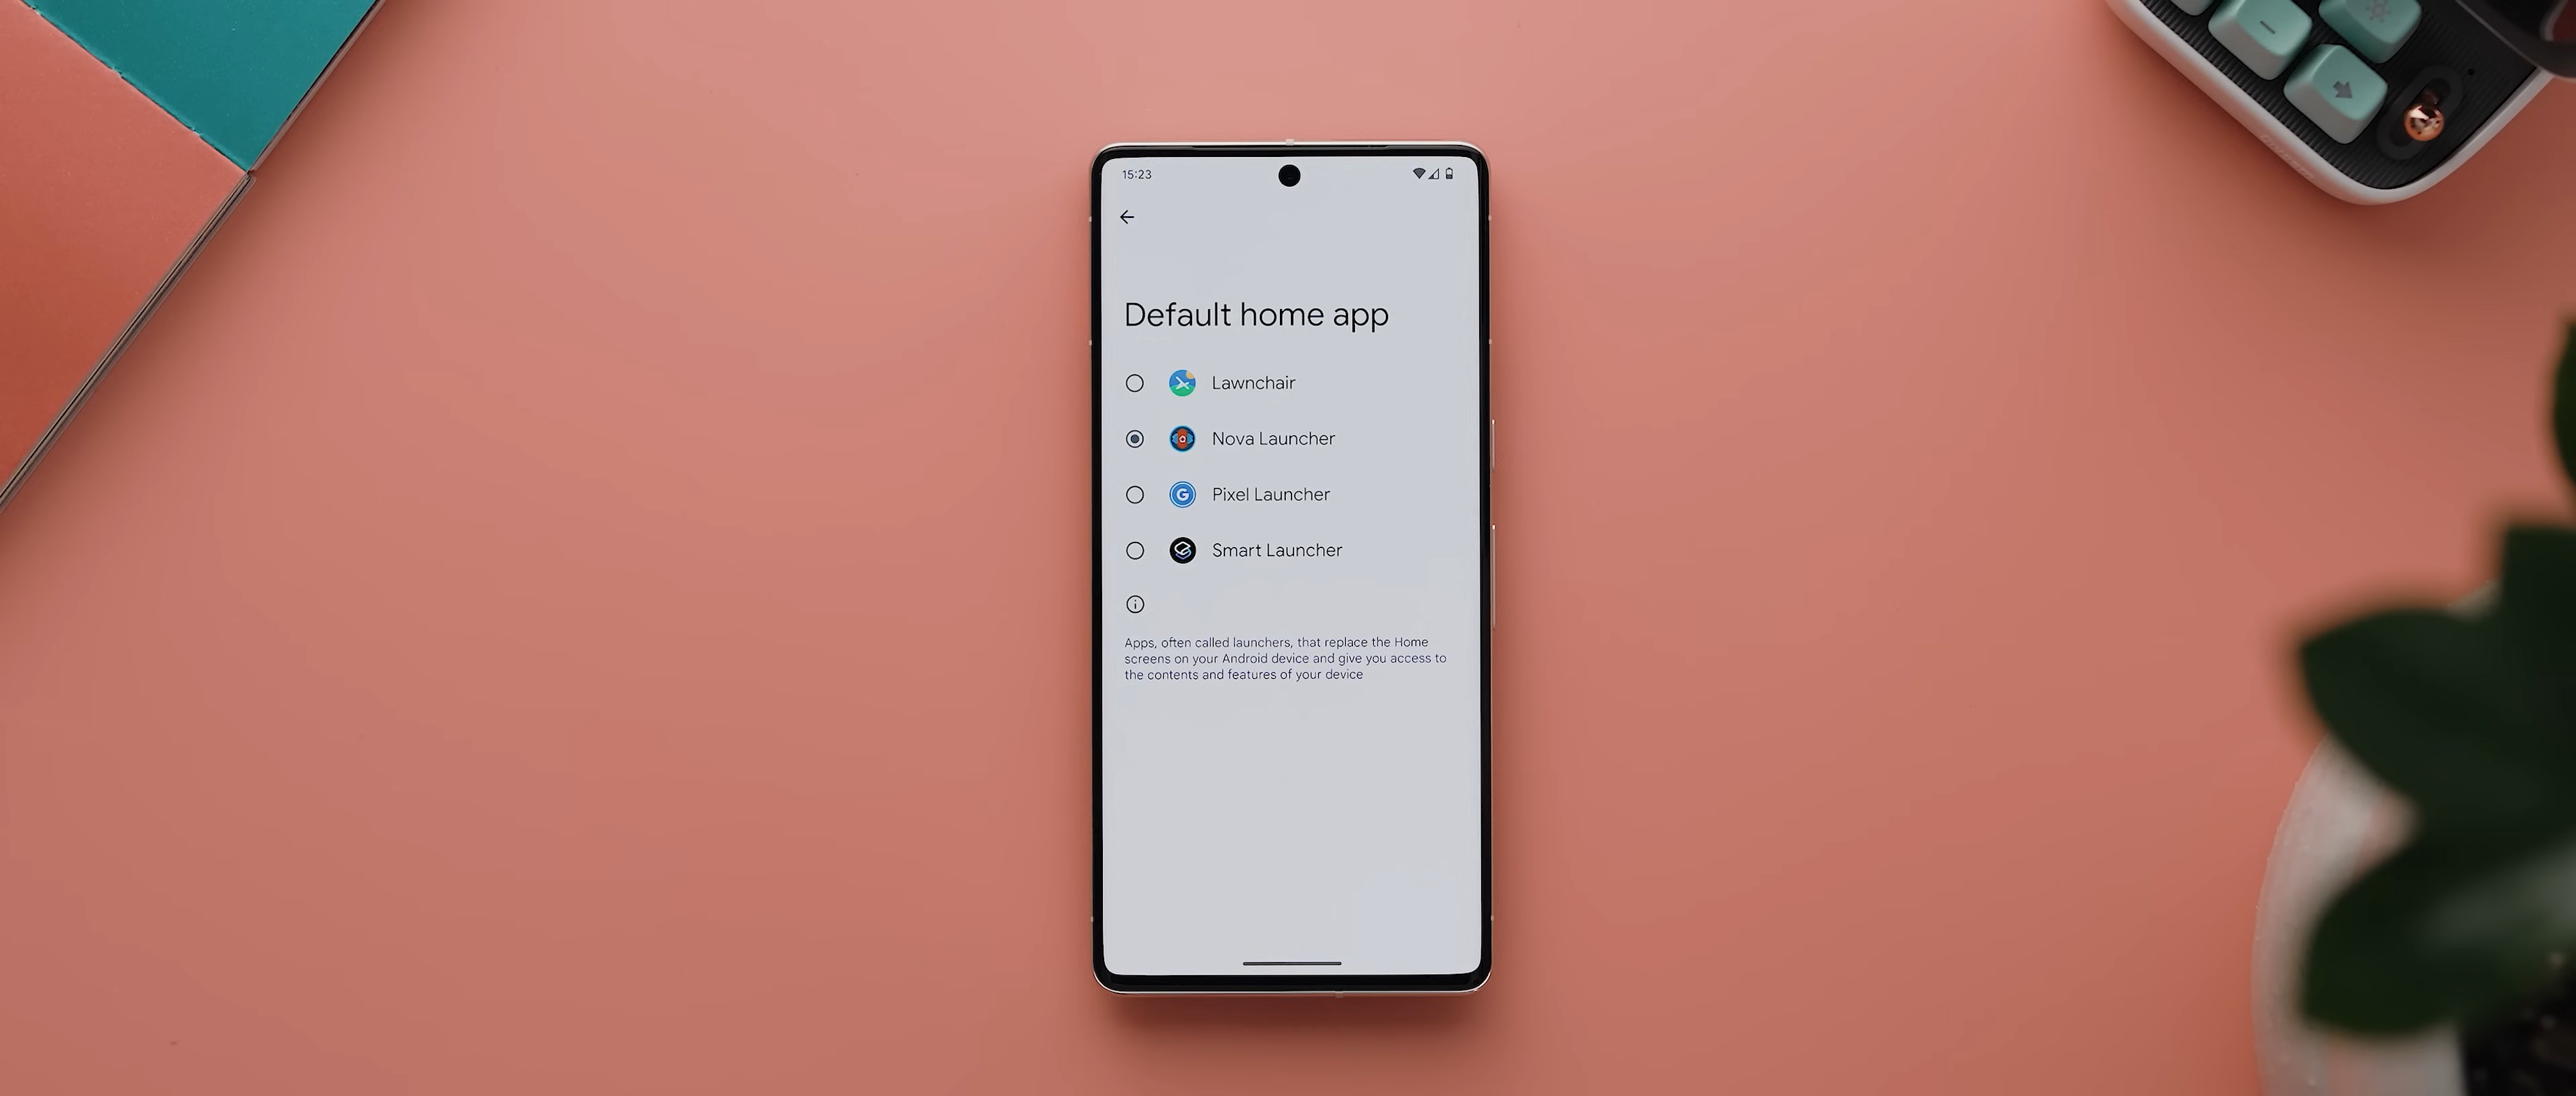 15:23
Default home app
Lawnchair
Nova Launcher
Pixel Launcher
Smart Launcher
Apps, often called launchers, that replace the Home
screens on your Android device and give you access to
the contents and features of your device